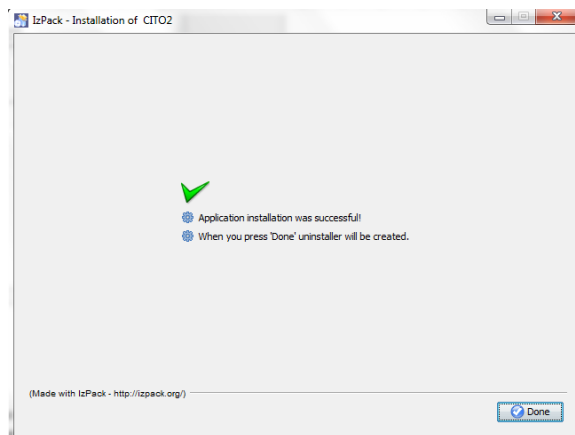 IzPack - Installation of CITO2
Application installation was successful!
When you press 'Done' uninstaller will be created.
(Made with IzPack - http://izpack.org/)
Done